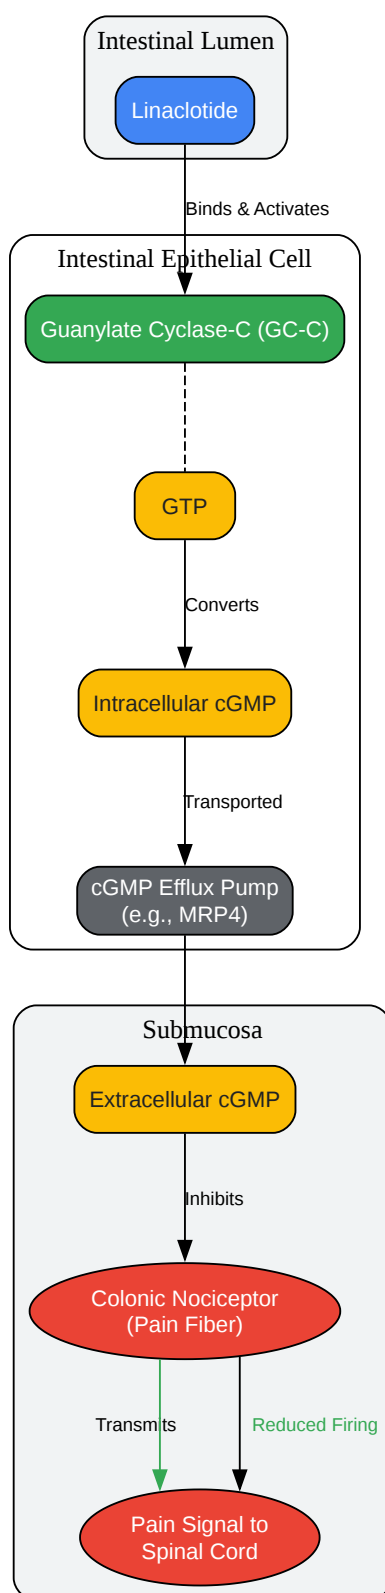 Intestinal Lumen
Linaclotide
Binds & Activates
Intestinal Epithelial Cell
Guanylate Cyclase-C (GC-C)
GTP
Converts
Intracellular cGMP
Transported
cGMP Efflux Pump
(e.g., MRP4)
Submucosa
Extracellular cGMP
Inhibits
Colonic Nociceptor
(Pain Fiber)
Transmits
Reduced Firing
Pain Signal to
Spinal Cord